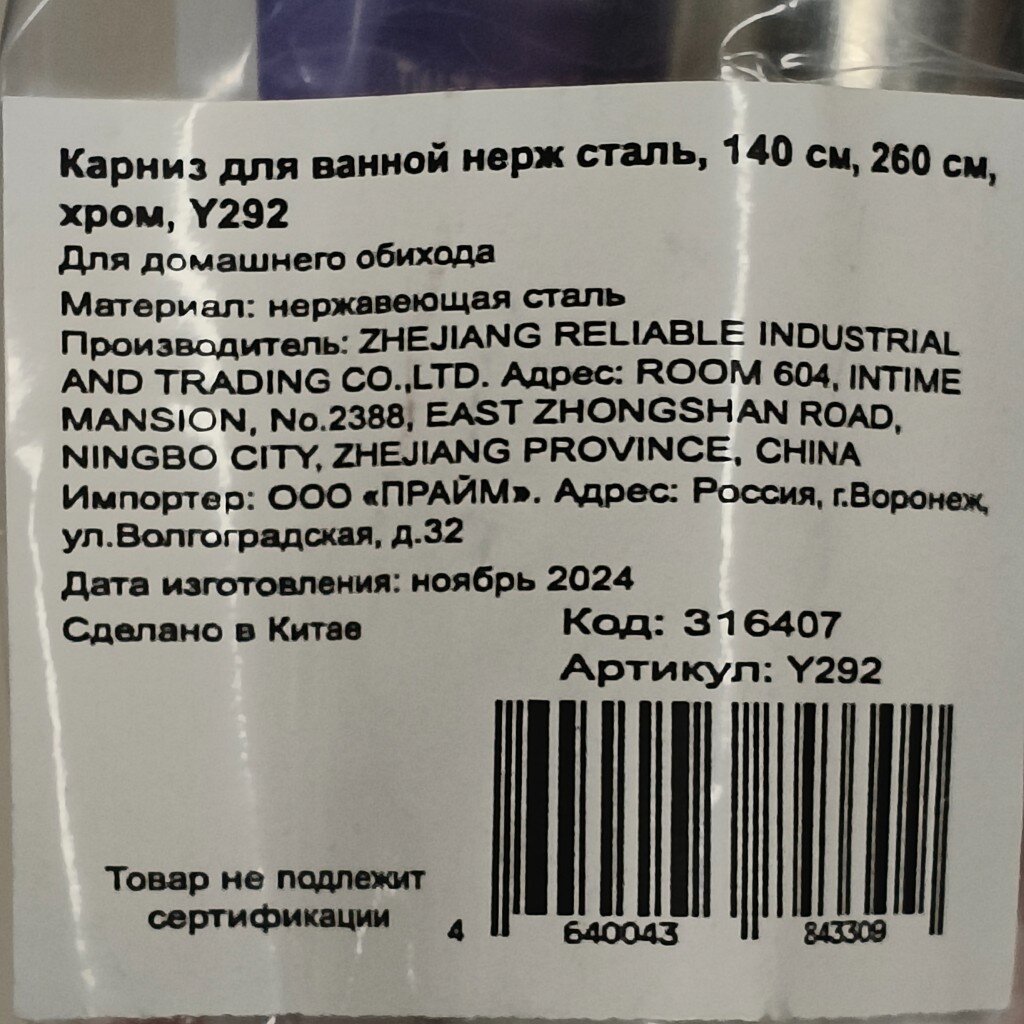 Карниз для ванной нерж сталь, 140 см, 260 см,
хром, Y292
Для домашнего обихода
Материал: нержавеющая сталь
Производитель: ZHEJIANG RELIABLE INDUSTRIAL
AND TRADING CO.,LTD. Адрес: ROOM 604, INTIME
MANSION, No.2388, EAST ZHONGSHAN ROAD,
NINGBO CITY, ZHEJIANG PROVINCE, CHINA
Импортер: ООО «ПРАЙМ». Адрес: Россия, г.Воронеж,
ул.Волгоградская, д.32
Дата изготовления: ноябрь 2024
Сделано в Китае
Код: 316407
Артикул: Y292
Товар не подлежит
сертификации
4 640043 843309